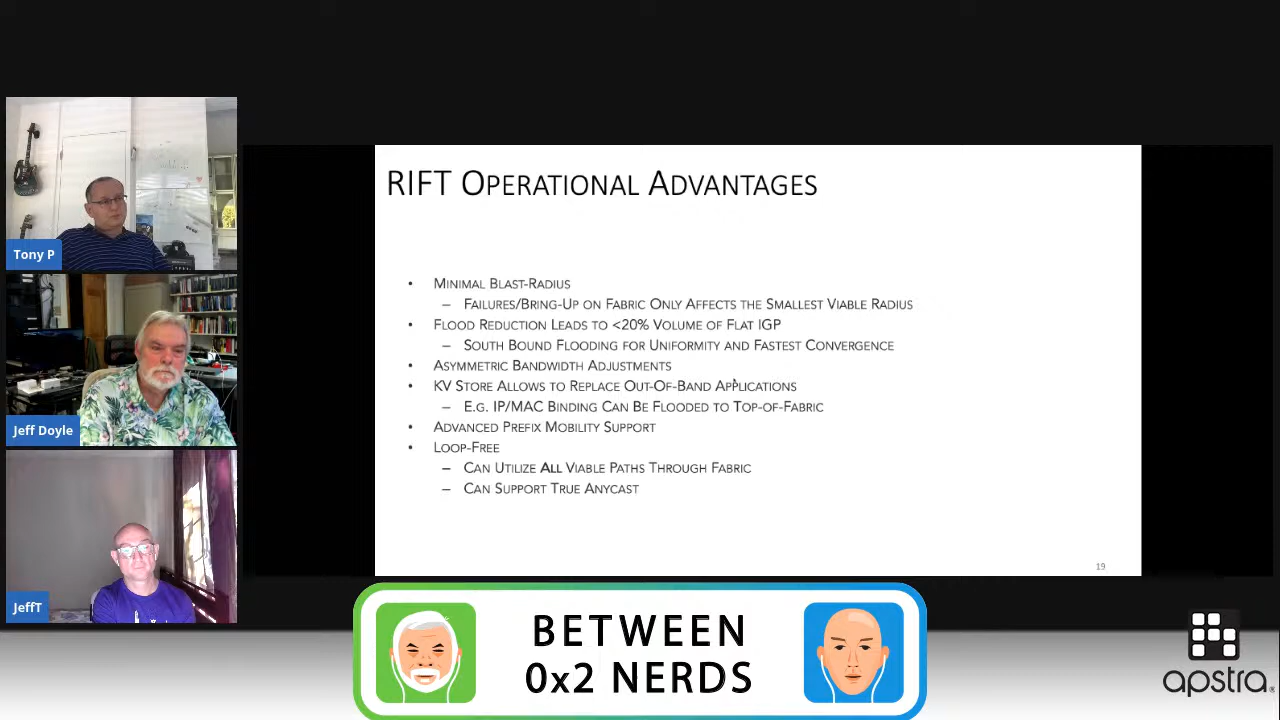 Tony P
Jeff Doyle
JeffT
RIFT OPERATIONAL ADVANTAGES
• MINIMAL BLAST-RADIUS
– FAILURES/BRING-UP ON FABRIC ONLY AFFECTS THE SMALLEST VIABLE RADIUS
• FLOOD REDUCTION LEADS TO <20% VOLUME OF FLAT IGP
– SOUTH BOUND FLOODING FOR UNIFORMITY AND FASTEST CONVERGENCE
• ASYMMETRIC BANDWIDTH ADJUSTMENTS
• KV STORE ALLOWS TO REPLACE OUT-OF-BAND APPLICATIONS
– E.G. IP/MAC BINDING CAN BE FLOODED TO TOP-OF-FABRIC
• ADVANCED PREFIX MOBILITY SUPPORT
• LOOP-FREE
– CAN UTILIZE ALL VIABLE PATHS THROUGH FABRIC
– CAN SUPPORT TRUE ANYCAST
19
BETWEEN
0x2 NERDS
apstra®